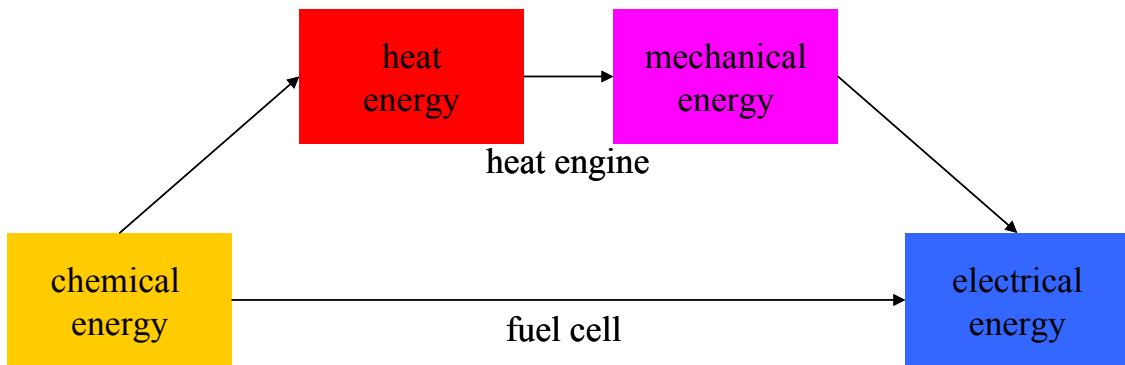 heat
energy
mechanical
energy
heat engine
chemical
energy
electrical
energy
fuel cell